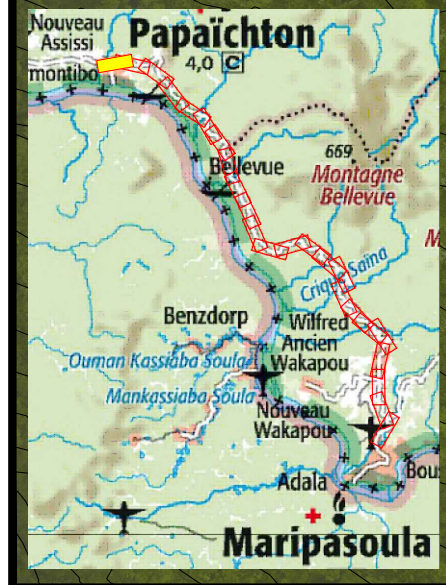 Nouveau
Assissi
montibo
Papaïchton
4,0 C
Bellevue
669
Montagne
Bellevue
M
Crique Saïna
Benzdorp
Wilfred
Ancien
Wakapou
Ouman Kassiaba Soula
Mankassiaba Soula
Nouveau
Wakapou
Adala
Bous
Maripasoula